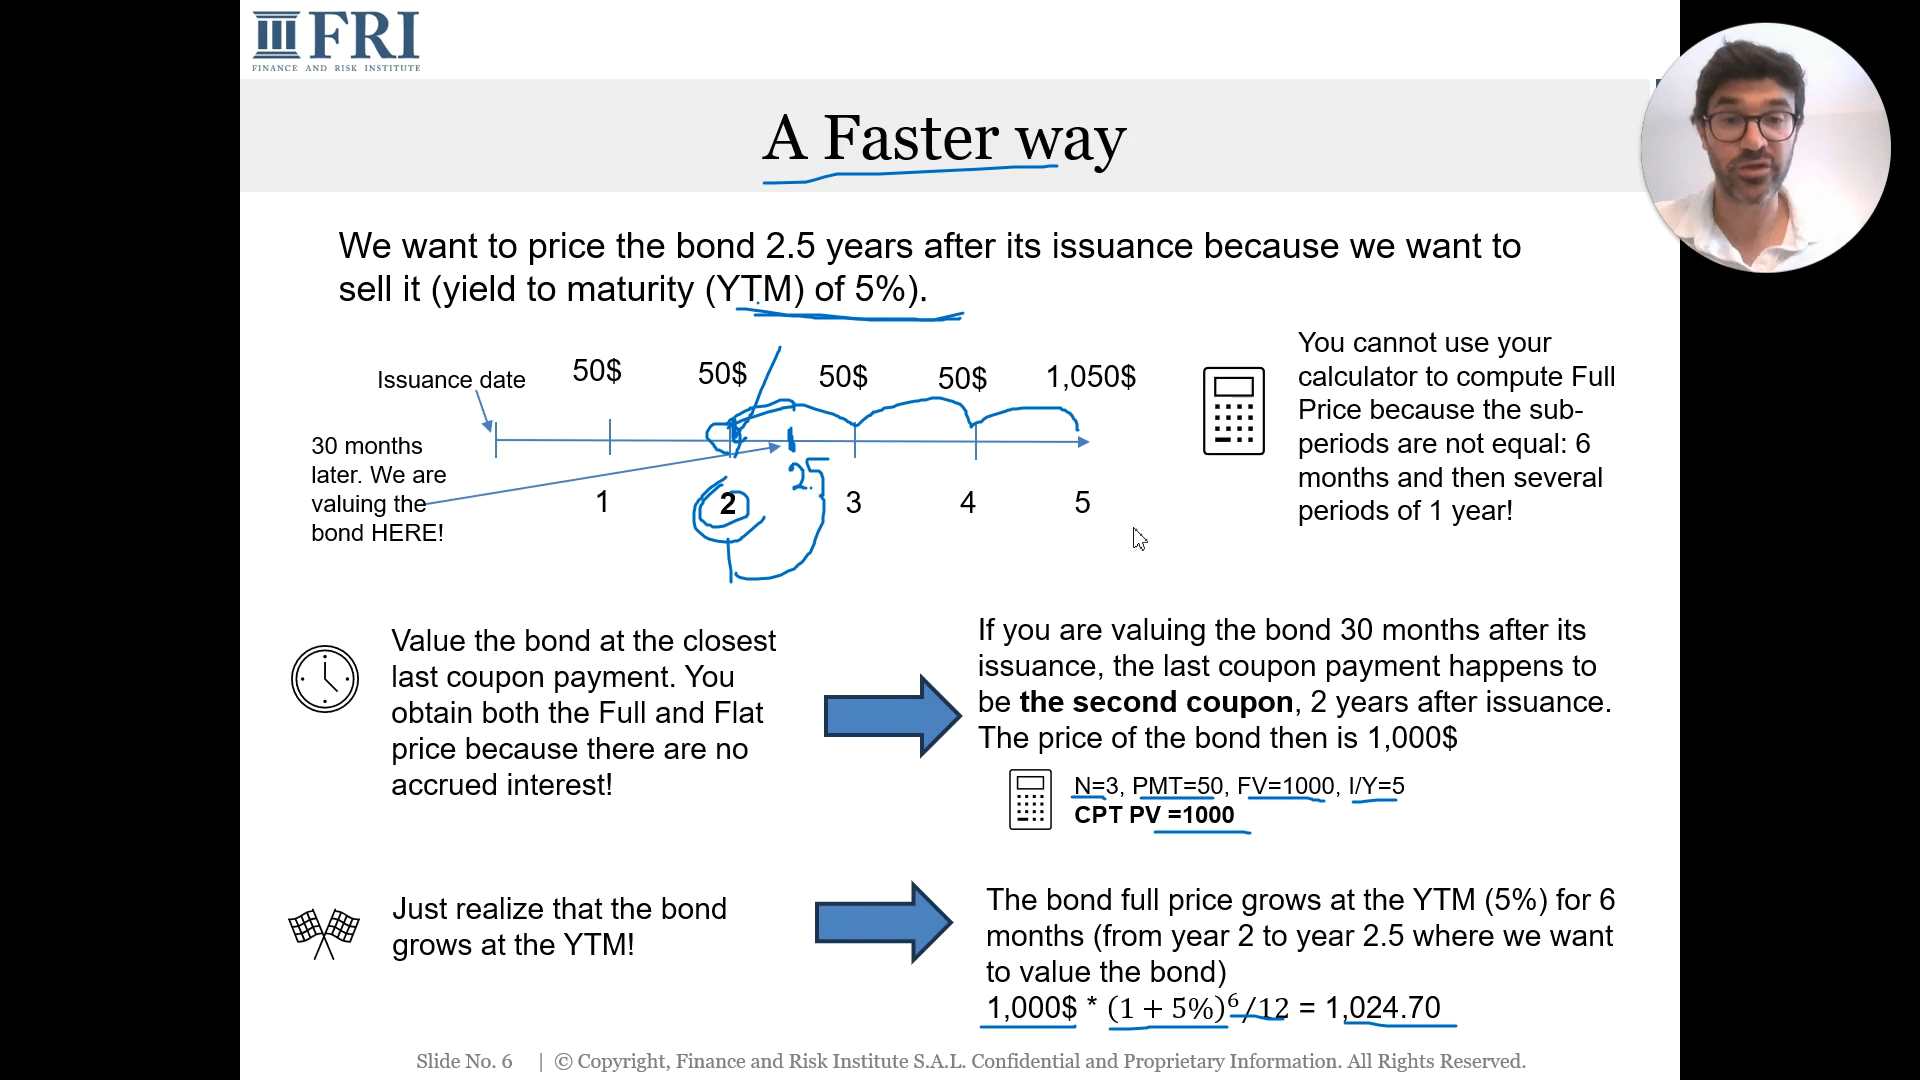 FRI
FINANCE AND RISK INSTITUTE
A Faster way
We want to price the bond 2.5 years after its issuance because we want to
sell it (yield to maturity (YTM) of 5%).
Issuance date
50$ 50$ 50$ 50$ 1,050$
30 months
later. We are
valuing the
bond HERE!
2.5
1 2 3 4 5
You cannot use your
calculator to compute Full
Price because the sub-
periods are not equal: 6
months and then several
periods of 1 year!
Value the bond at the closest
last coupon payment. You
obtain both the Full and Flat
price because there are no
accrued interest!
If you are valuing the bond 30 months after its
issuance, the last coupon payment happens to
be the second coupon, 2 years after issuance.
The price of the bond then is 1,000$
N=3, PMT=50, FV=1000, I/Y=5
CPT PV =1000
Just realize that the bond
grows at the YTM!
The bond full price grows at the YTM (5%) for 6
months (from year 2 to year 2.5 where we want
to value the bond)
1,000$ * (1 + 5%)⁶/12 = 1,024.70
Slide No. 6 | © Copyright, Finance and Risk Institute S.A.L. Confidential and Proprietary Information. All Rights Reserved.